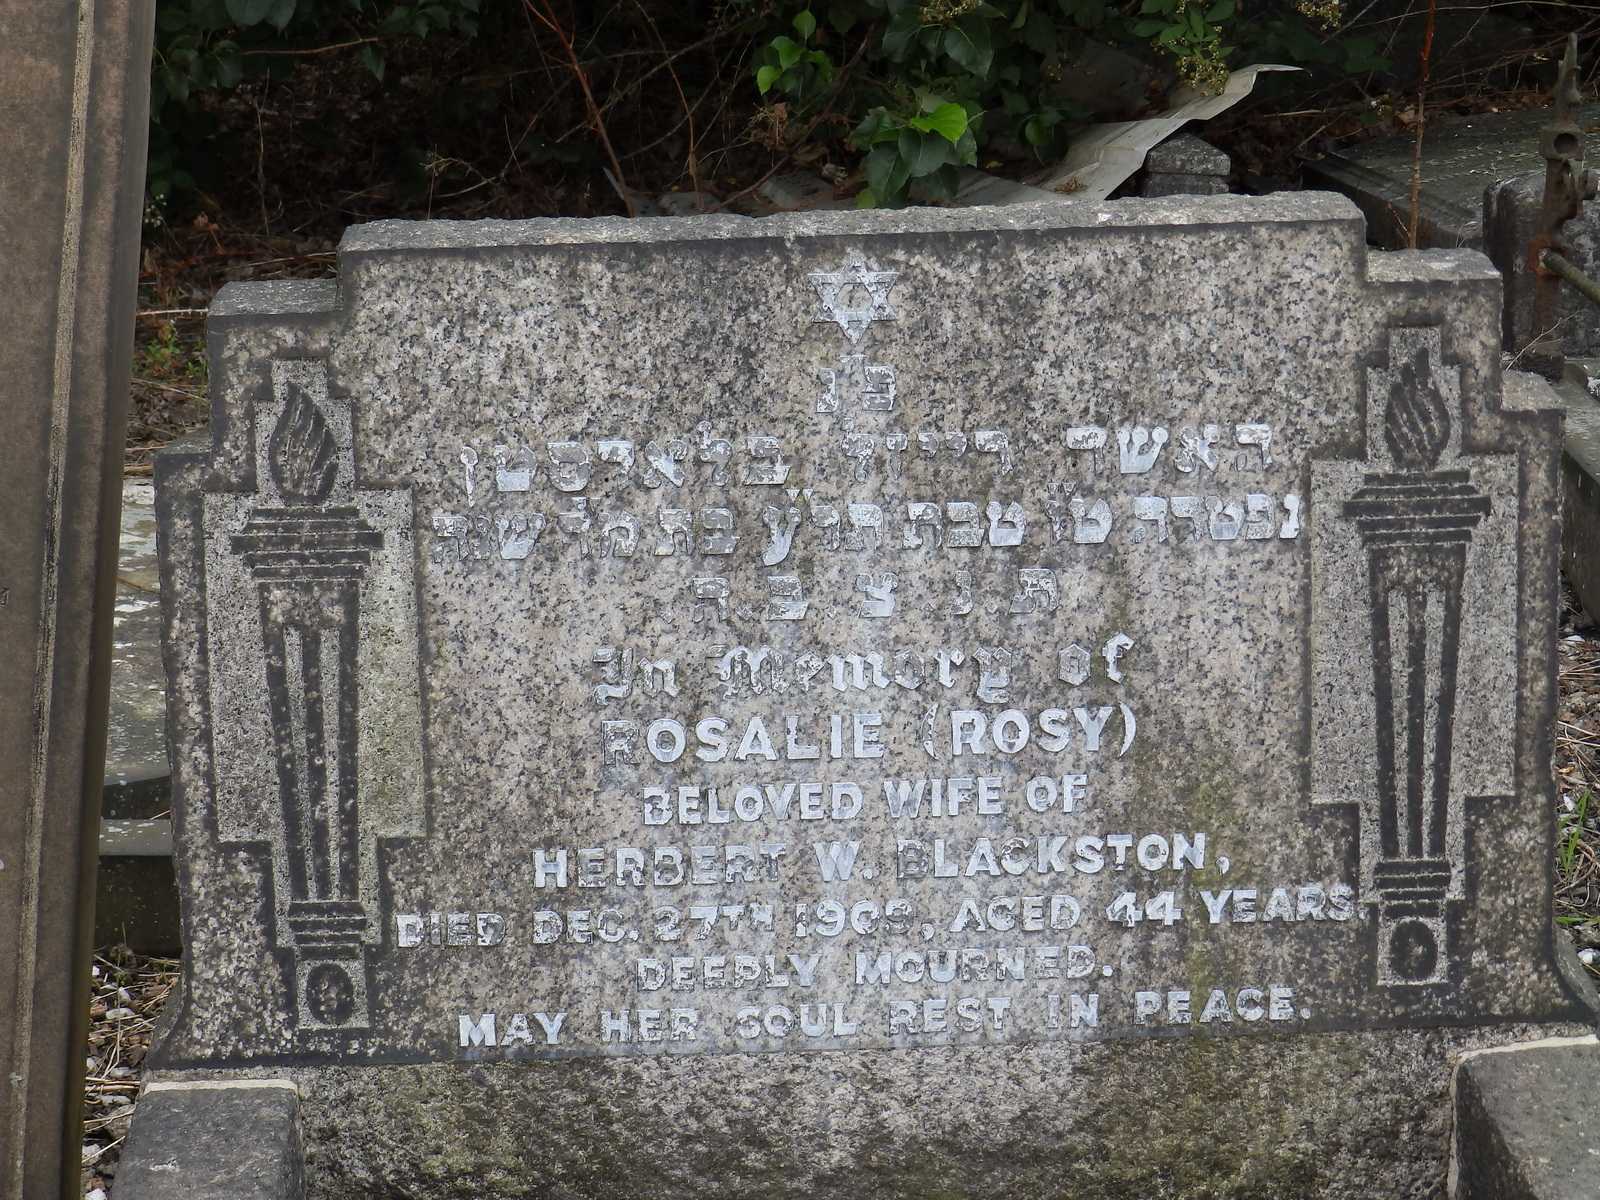 פ"נ
האשה רייזל בלאקסטן
נפטרה ט"ו טבת תר"ע בת מ"ד שנה
ת.נ.צ.ב.ה.
In Memory of
ROSALIE (ROSY)
BELOVED WIFE OF
HERBERT W. BLACKSTON,
DIED DEC. 27TH 1909, AGED 44 YEARS.
DEEPLY MOURNED.
MAY HER SOUL REST IN PEACE.